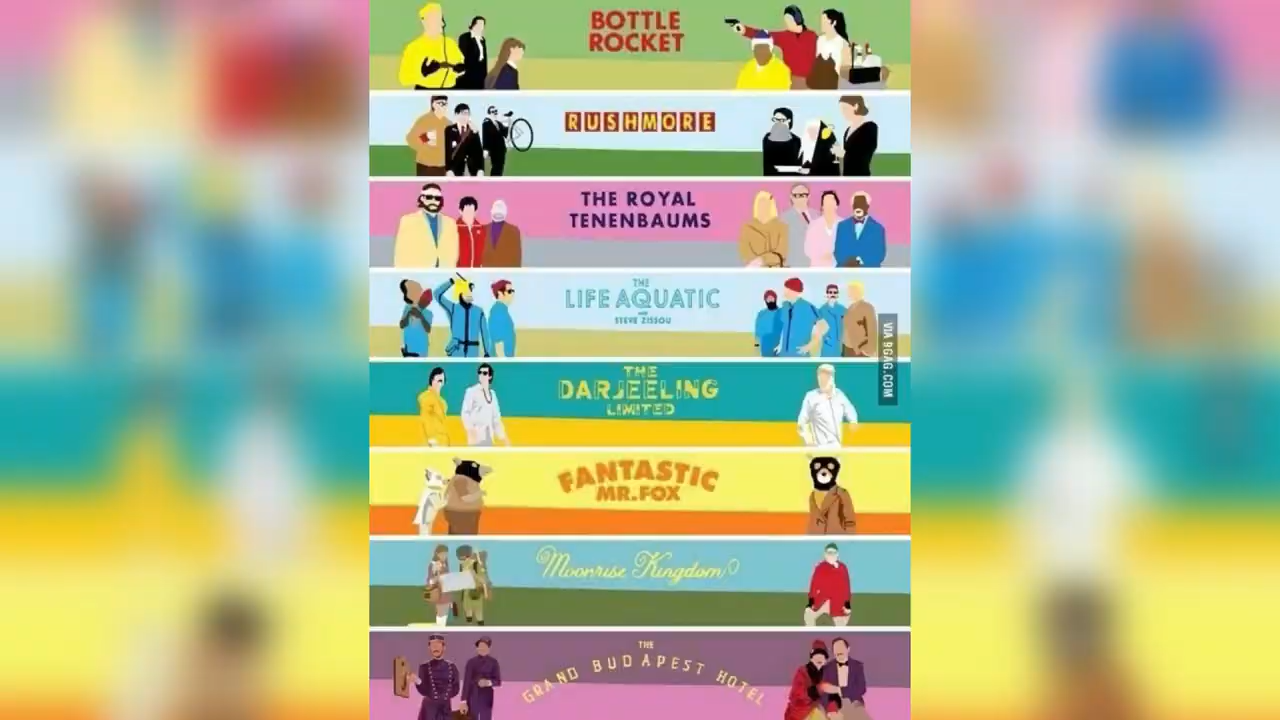 BOTTLE
ROCKET
RUSHMORE
THE ROYAL
TENENBAUMS
THE
LIFE AQUATIC
WITH
STEVE ZISSOU
VIA 9GAG.COM
THE
DARJEELING
LIMITED
FANTASTIC
MR. FOX
Moonrise Kingdom
THE
GRAND BUDAPEST HOTEL